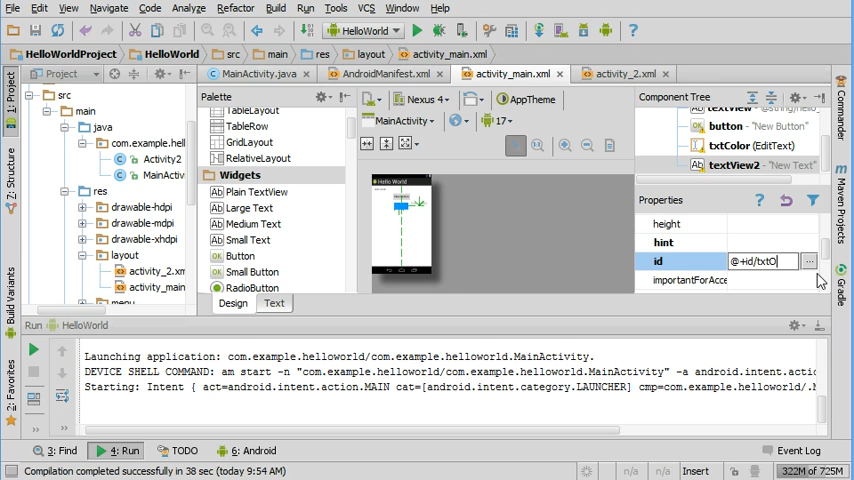 File Edit View Navigate Code Analyze Refactor Build Run Tools VCS Window Help
HelloWorld
HelloWorldProject HelloWorld src main res layout activity_main.xml
Project MainActivity.java AndroidManifest.xml activity_main.xml activity_2.xml
1: Project
Z: Structure
Build Variants
2: Favorites
src
main
java
com.example.hell
Activity2
MainActiv
res
drawable-hdpi
drawable-mdpi
drawable-xhdpi
layout
activity_2.xm
activity_main
menu
Palette
TableLayout
TableRow
GridLayout
RelativeLayout
Widgets
Plain TextView
Large Text
Medium Text
Small Text
Button
Small Button
RadioButton
Design Text
Nexus 4 AppTheme
MainActivity 17
Hello World
Component Tree
textView - @string/hello_
button - "New Button"
txtColor (EditText)
textView2 - "New Text"
Properties
height
hint
id @+id/txtO ...
importantForAcce
Commander
Maven Projects
Gradle
Run HelloWorld
Launching application: com.example.helloworld/com.example.helloworld.MainActivity.
DEVICE SHELL COMMAND: am start -n "com.example.helloworld/com.example.helloworld.MainActivity" -a android.intent.action
Starting: Intent { act=android.intent.action.MAIN cat=[android.intent.category.LAUNCHER] cmp=com.example.helloworld/.M
3: Find 4: Run TODO 6: Android Event Log
Compilation completed successfully in 38 sec (today 9:54 AM) n/a n/a Insert 322M of 725M